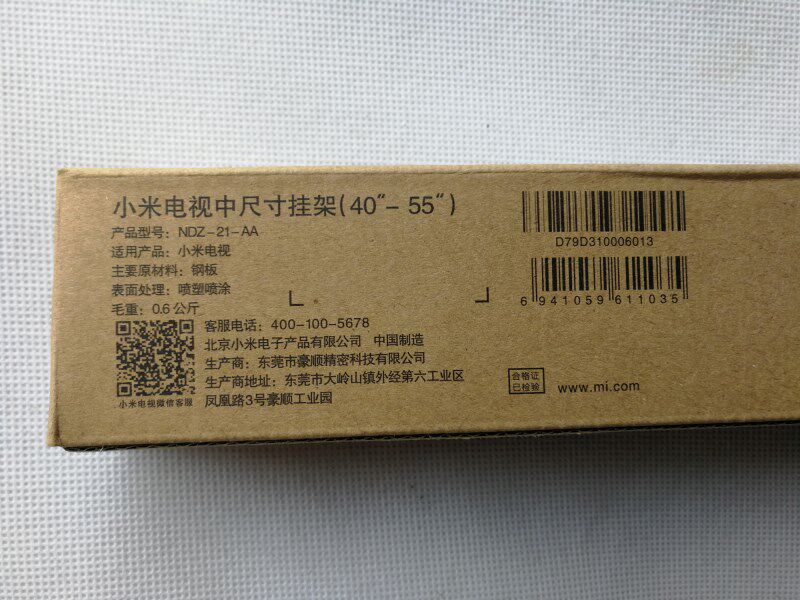 小米电视中尺寸挂架(40"-55")
产品型号：NDZ-21-AA
适用产品：小米电视
主要原材料：钢板
表面处理：喷塑喷涂
毛重：0.6公斤
客服电话：400-100-5678
北京小米电子产品有限公司 中国制造
生产商：东莞市豪顺精密科技有限公司
生产商地址：东莞市大岭山镇外经第六工业区
凤凰路3号豪顺工业园
小米电视微信客服
D79D310006013
6 941059 611035
合格证
已检验
www.mi.com